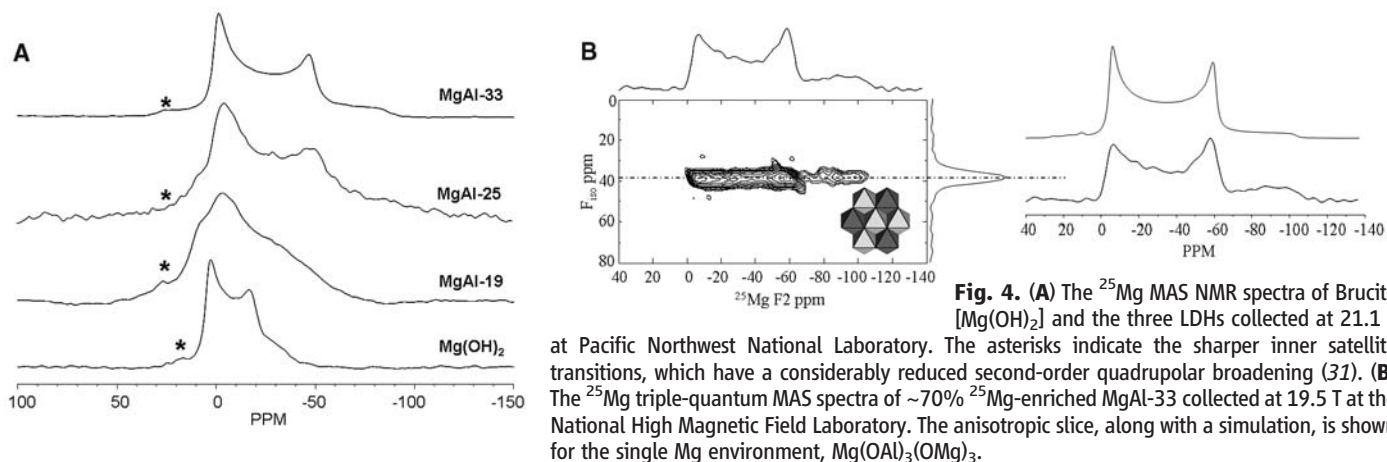 A
*
MgAl-33
*
MgAl-25
*
MgAl-19
*
Mg(OH)2
100 50 0 -50 -100 -150
PPM
B
0
20
40
60
80
Fiso ppm
40 20 0 -20 -40 -60 -80 -100 -120 -140
25Mg F2 ppm
40 20 0 -20 -40 -60 -80 -100 -120 -140
PPM
Fig. 4. (A) The 25Mg MAS NMR spectra of Brucit
[Mg(OH)2] and the three LDHs collected at 21.1
at Pacific Northwest National Laboratory. The asterisks indicate the sharper inner satellit
transitions, which have a considerably reduced second-order quadrupolar broadening (31). (B
The 25Mg triple-quantum MAS spectra of ~70% 25Mg-enriched MgAl-33 collected at 19.5 T at the
National High Magnetic Field Laboratory. The anisotropic slice, along with a simulation, is shown
for the single Mg environment, Mg(OAl)3(OMg)3.